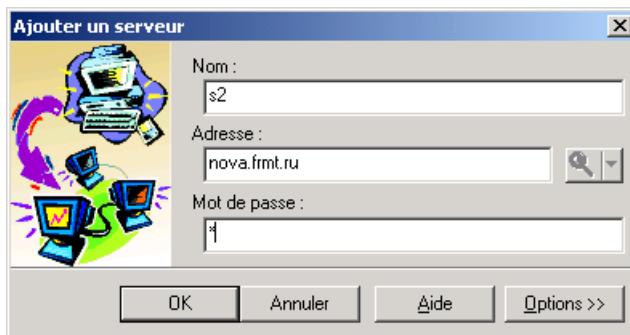 Ajouter un serveur
Nom :
s2
Adresse :
nova.frmt.ru
Mot de passe :
*
OK
Annuler
Aide
Options >>